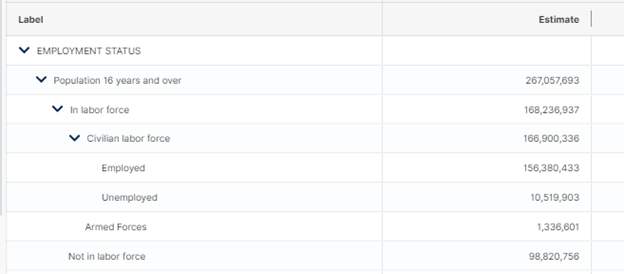 Label Estimate
EMPLOYMENT STATUS
Population 16 years and over 267,057,693
In labor force 168,236,937
Civilian labor force 166,900,336
Employed 156,380,433
Unemployed 10,519,903
Armed Forces 1,336,601
Not in labor force 98,820,756